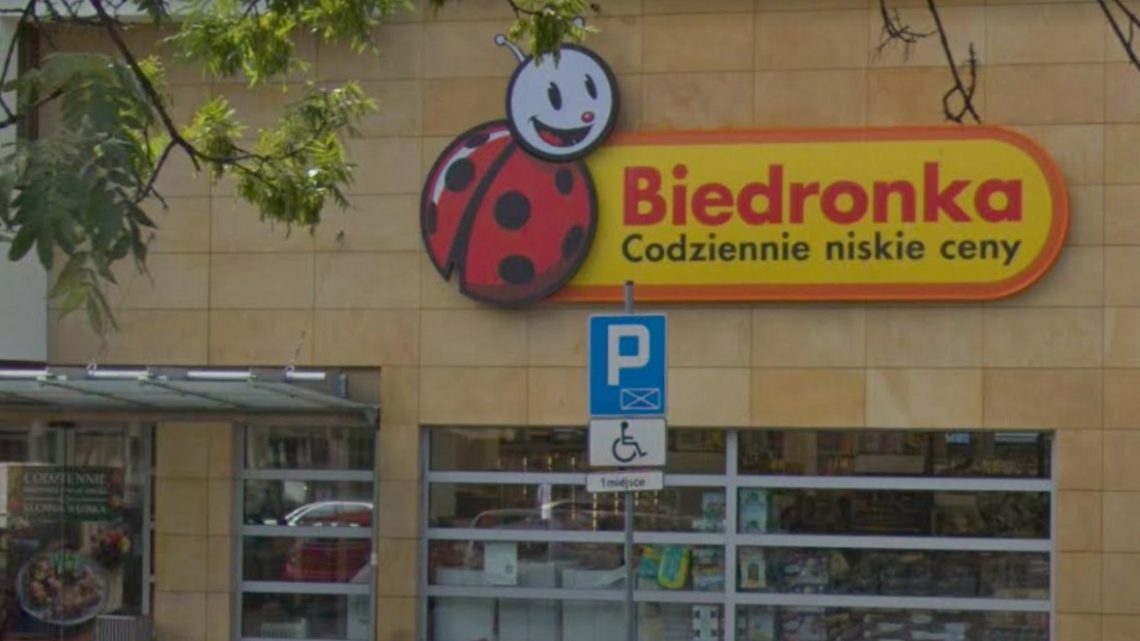 Biedronka
Codziennie niskie ceny
P
1 miejsce
CODZIENNIE